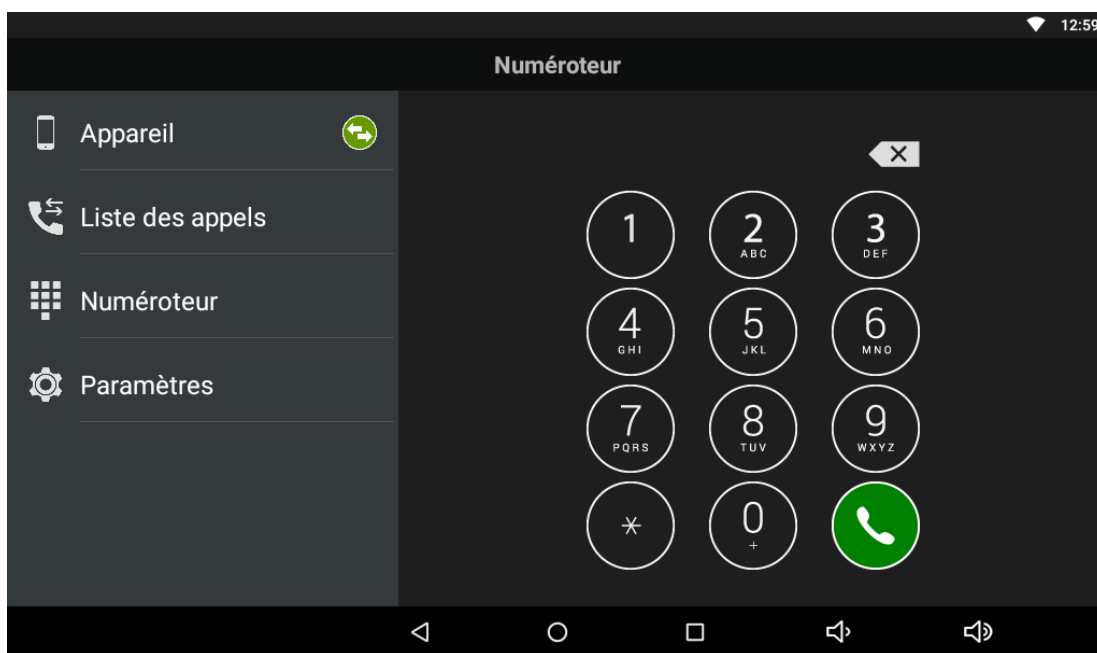 12:59
Numéroteur
Appareil
Liste des appels
Numéroteur
Paramètres
1 2 3
ABC DEF
4 5 6
GHI JKL MNO
7 8 9
PQRS TUV WXYZ
* 0
+